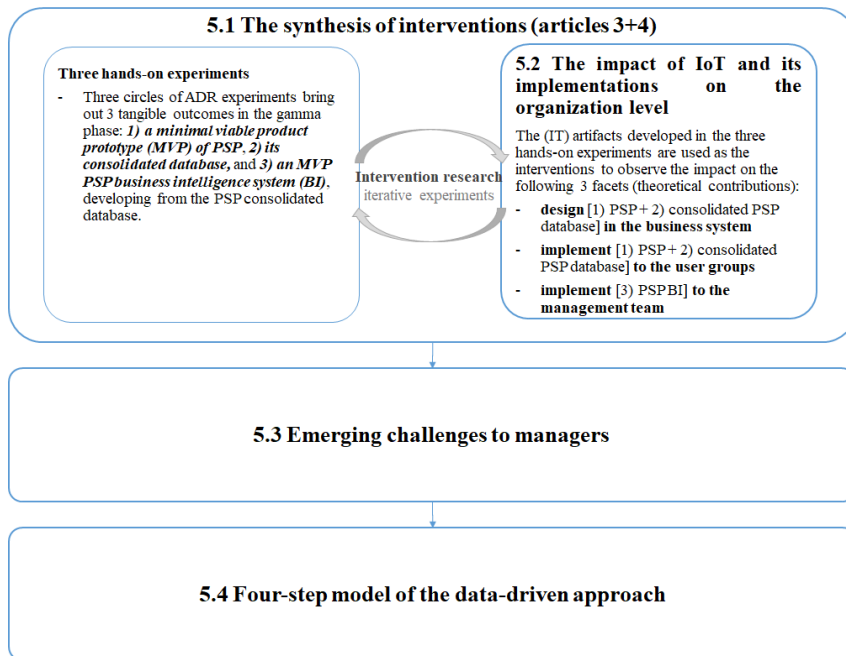 5.1 The synthesis of interventions (articles 3+4)
Three hands-on experiments
- Three circles of ADR experiments bring
out 3 tangible outcomes in the gamma
phase: 1) a minimal viable product
prototype (MVP) of PSP, 2) its
consolidated database, and 3) an MVP
PSP business intelligence system (BI),
developing from the PSP consolidated
database.
Intervention research
iterative experiments
5.2 The impact of IoT and its
implementations on the
organization level
The (IT) artifacts developed in the three
hands-on experiments are used as the
interventions to observe the impact on the
following 3 facets (theoretical contributions):
- design [1) PSP + 2) consolidated PSP
database] in the business system
- implement [1) PSP + 2) consolidated
PSP database] to the user groups
- implement [3) PSP BI] to the
management team
5.3 Emerging challenges to managers
5.4 Four-step model of the data-driven approach